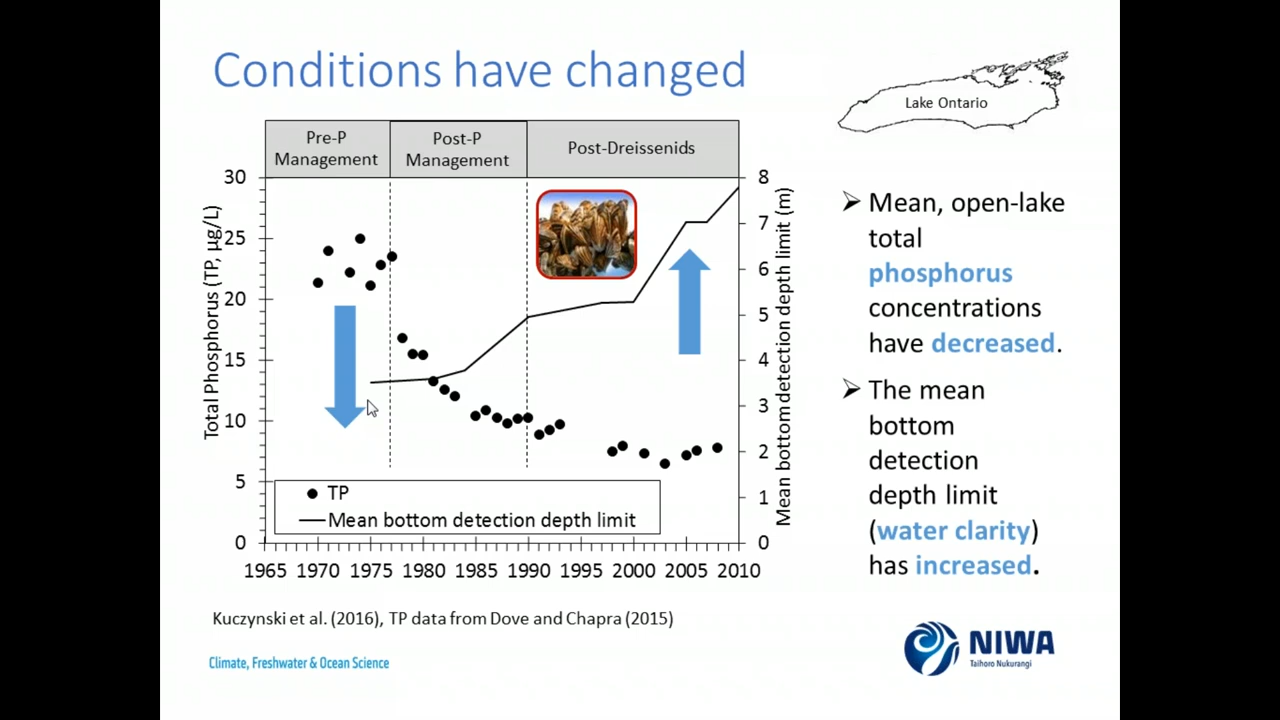 Conditions have changed
Lake Ontario
Pre-P
Management
Post-P
Management
Post-Dreissenids
30
25
20
15
10
5
0
Total Phosphorus (TP, µg/L)
8
7
6
5
4
3
2
1
0
Mean bottom detection depth limit (m)
TP
Mean bottom detection depth limit
1965 1970 1975 1980 1985 1990 1995 2000 2005 2010
Mean, open-lake
total
phosphorus
concentrations
have decreased.
The mean
bottom
detection
depth limit
(water clarity)
has increased.
Kuczynski et al. (2016), TP data from Dove and Chapra (2015)
Climate, Freshwater & Ocean Science
NIWA
Taihoro Nukurangi